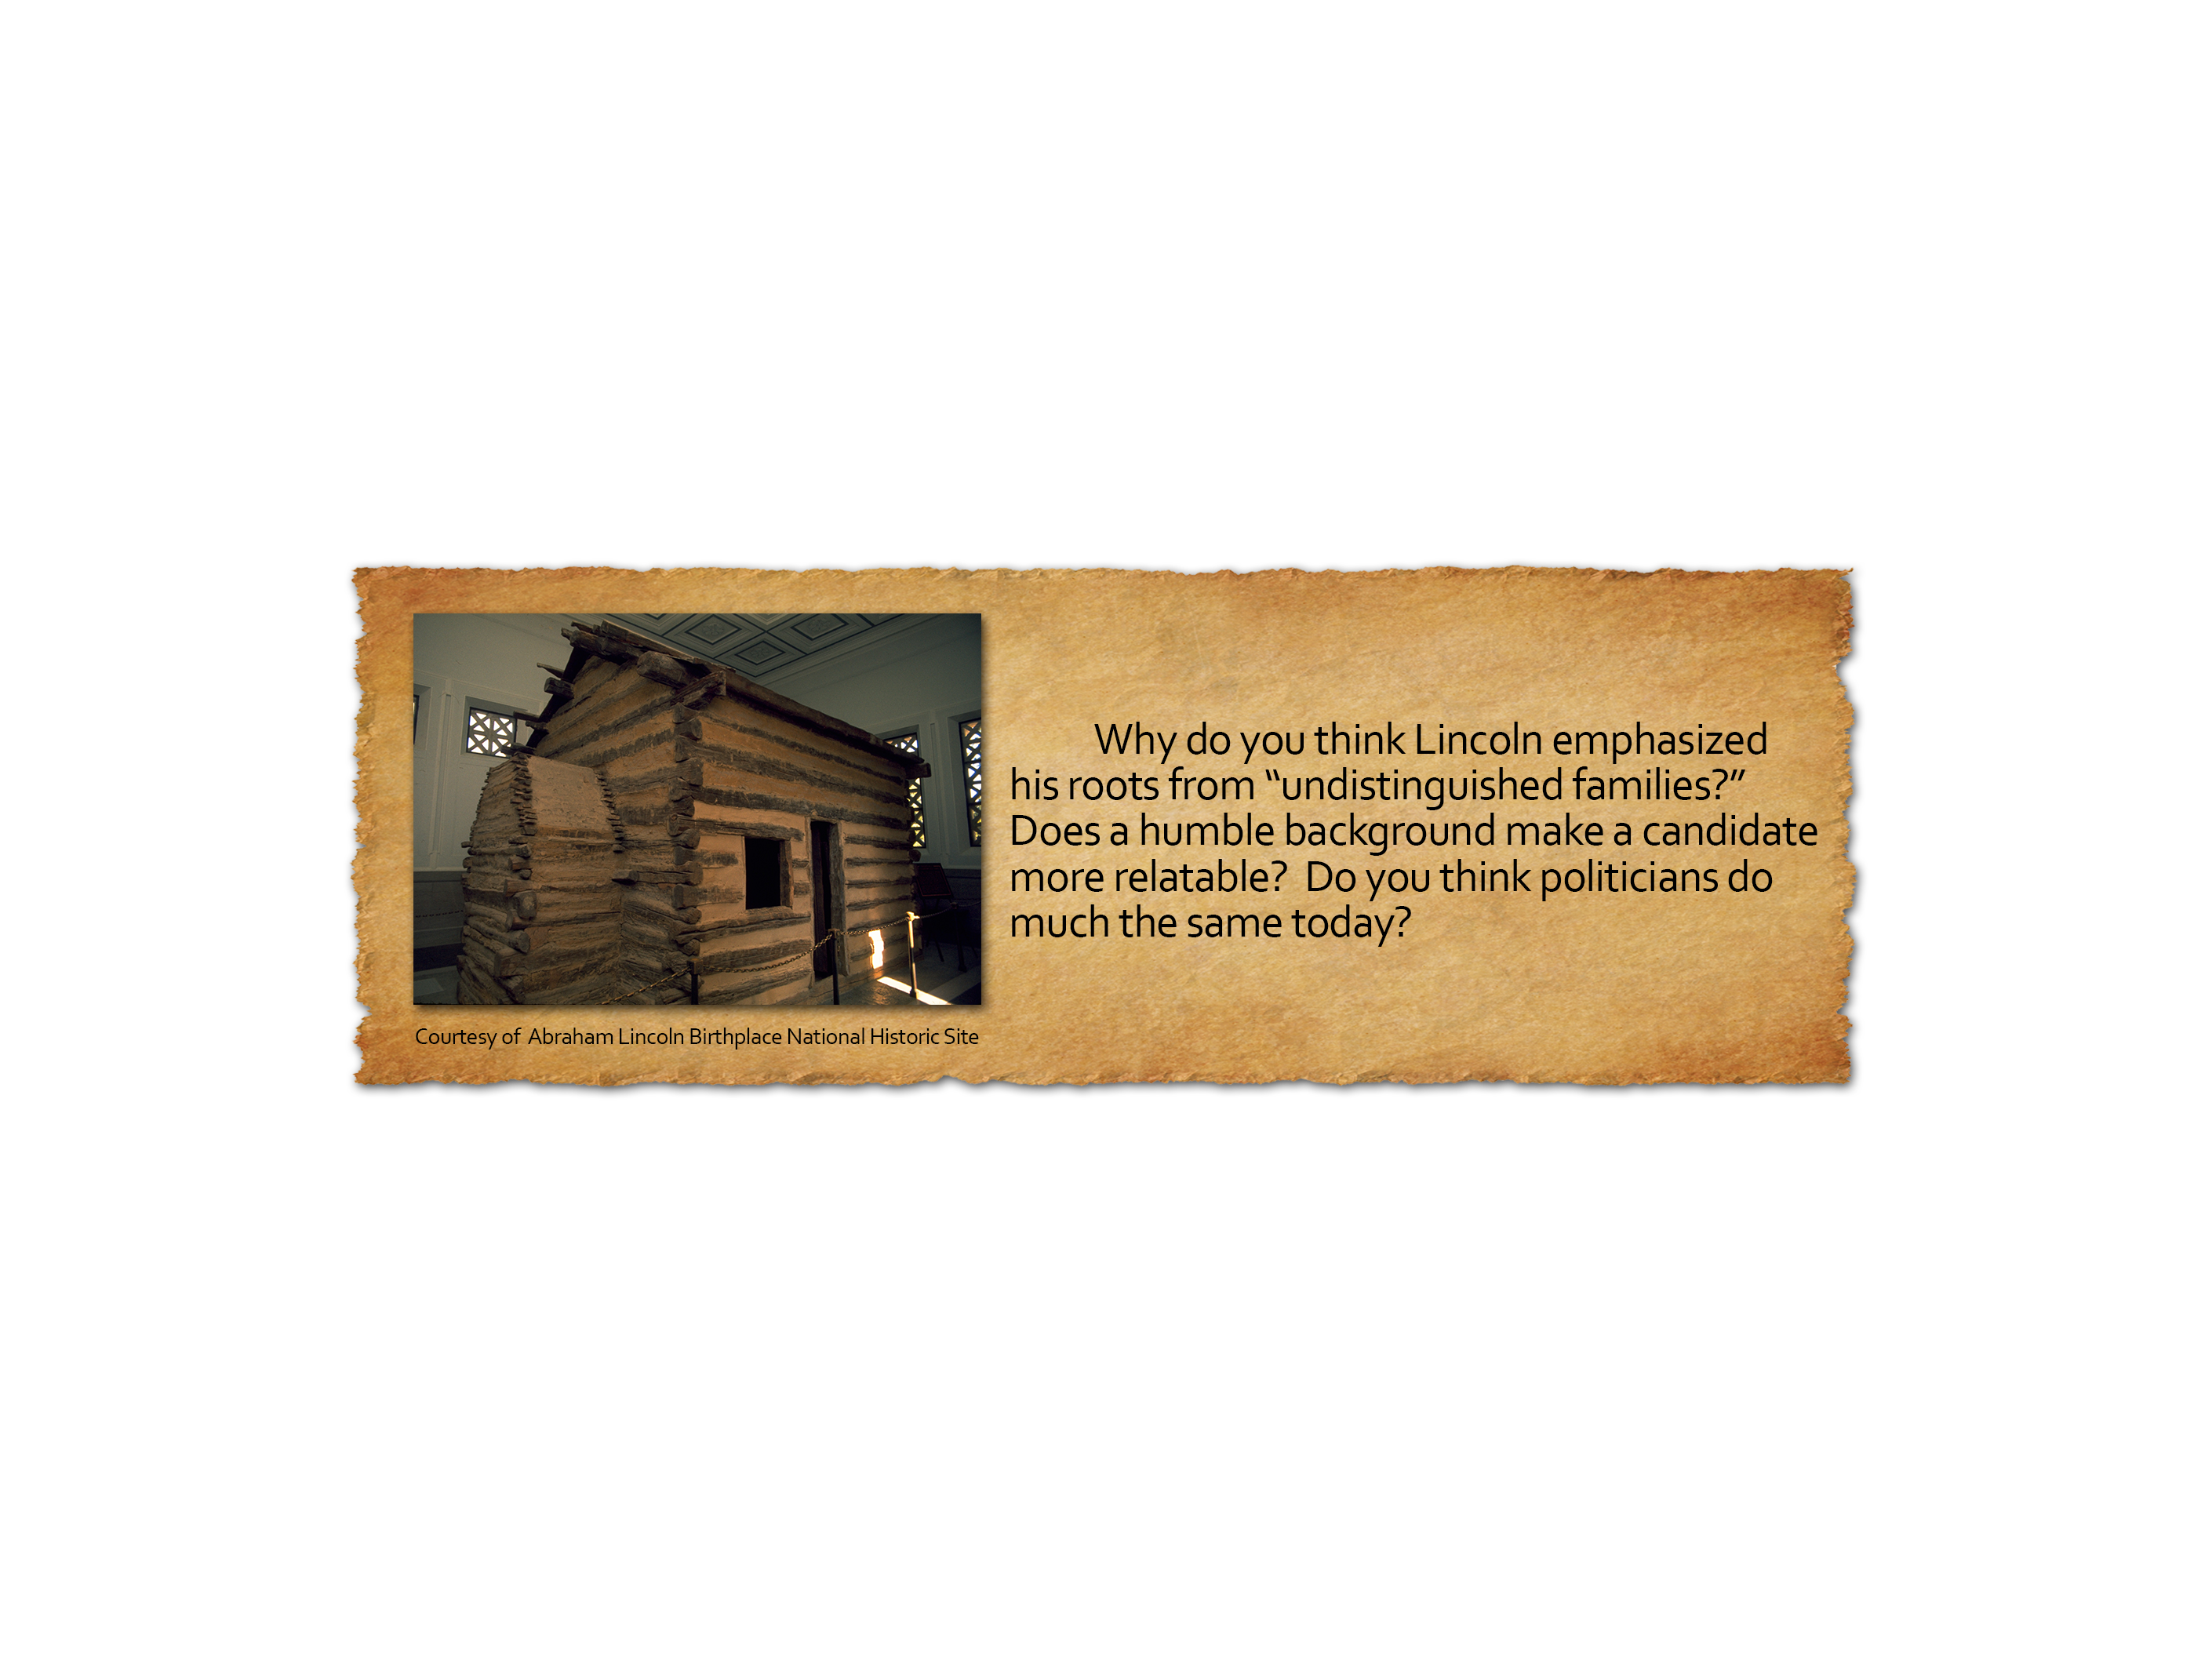 Why do you think Lincoln emphasized
his roots from “undistinguished families?”
Does a humble background make a candidate
more relatable?  Do you think politicians do
much the same today?
Courtesy of  Abraham Lincoln Birthplace National Historic Site